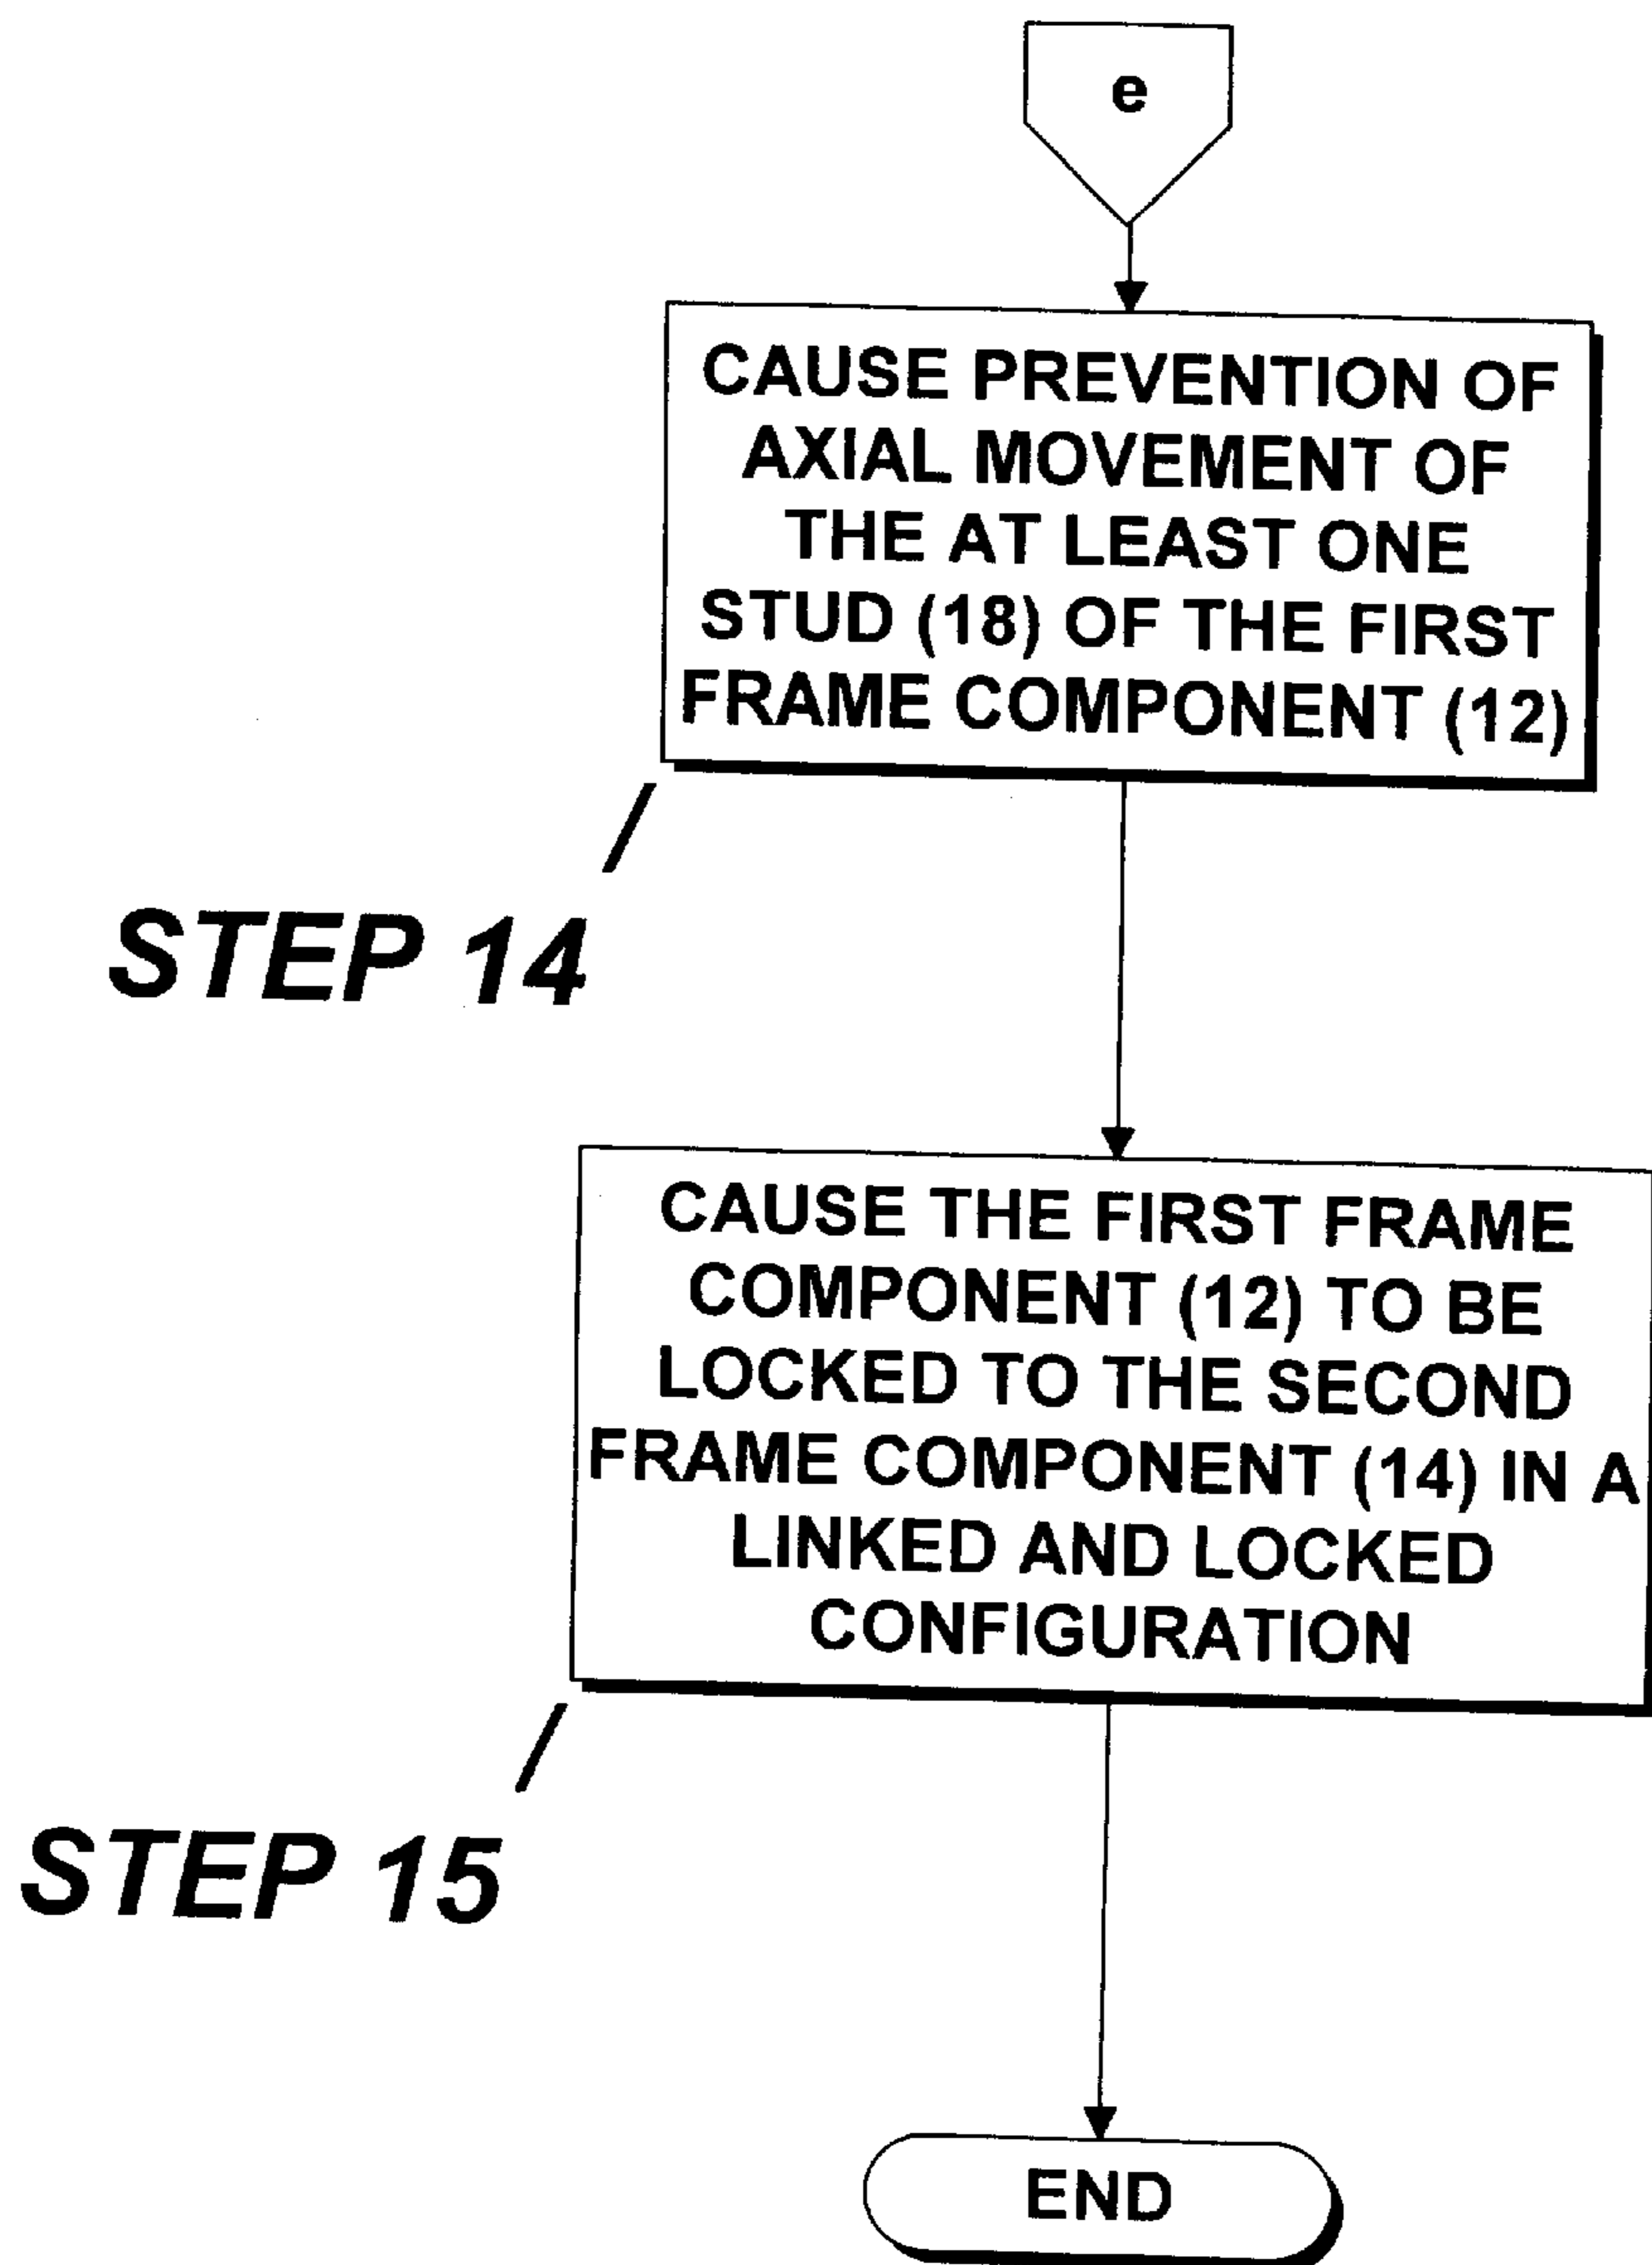 e
CAUSE PREVENTION OF
AXIAL MOVEMENT OF
THE AT LEAST ONE
STUD (18) OF THE FIRST
FRAME COMPONENT (12)
STEP 14
CAUSE THE FIRST FRAME
COMPONENT (12) TO BE
LOCKED TO THE SECOND
FRAME COMPONENT (14) IN A
LINKED AND LOCKED
CONFIGURATION
STEP 15
END